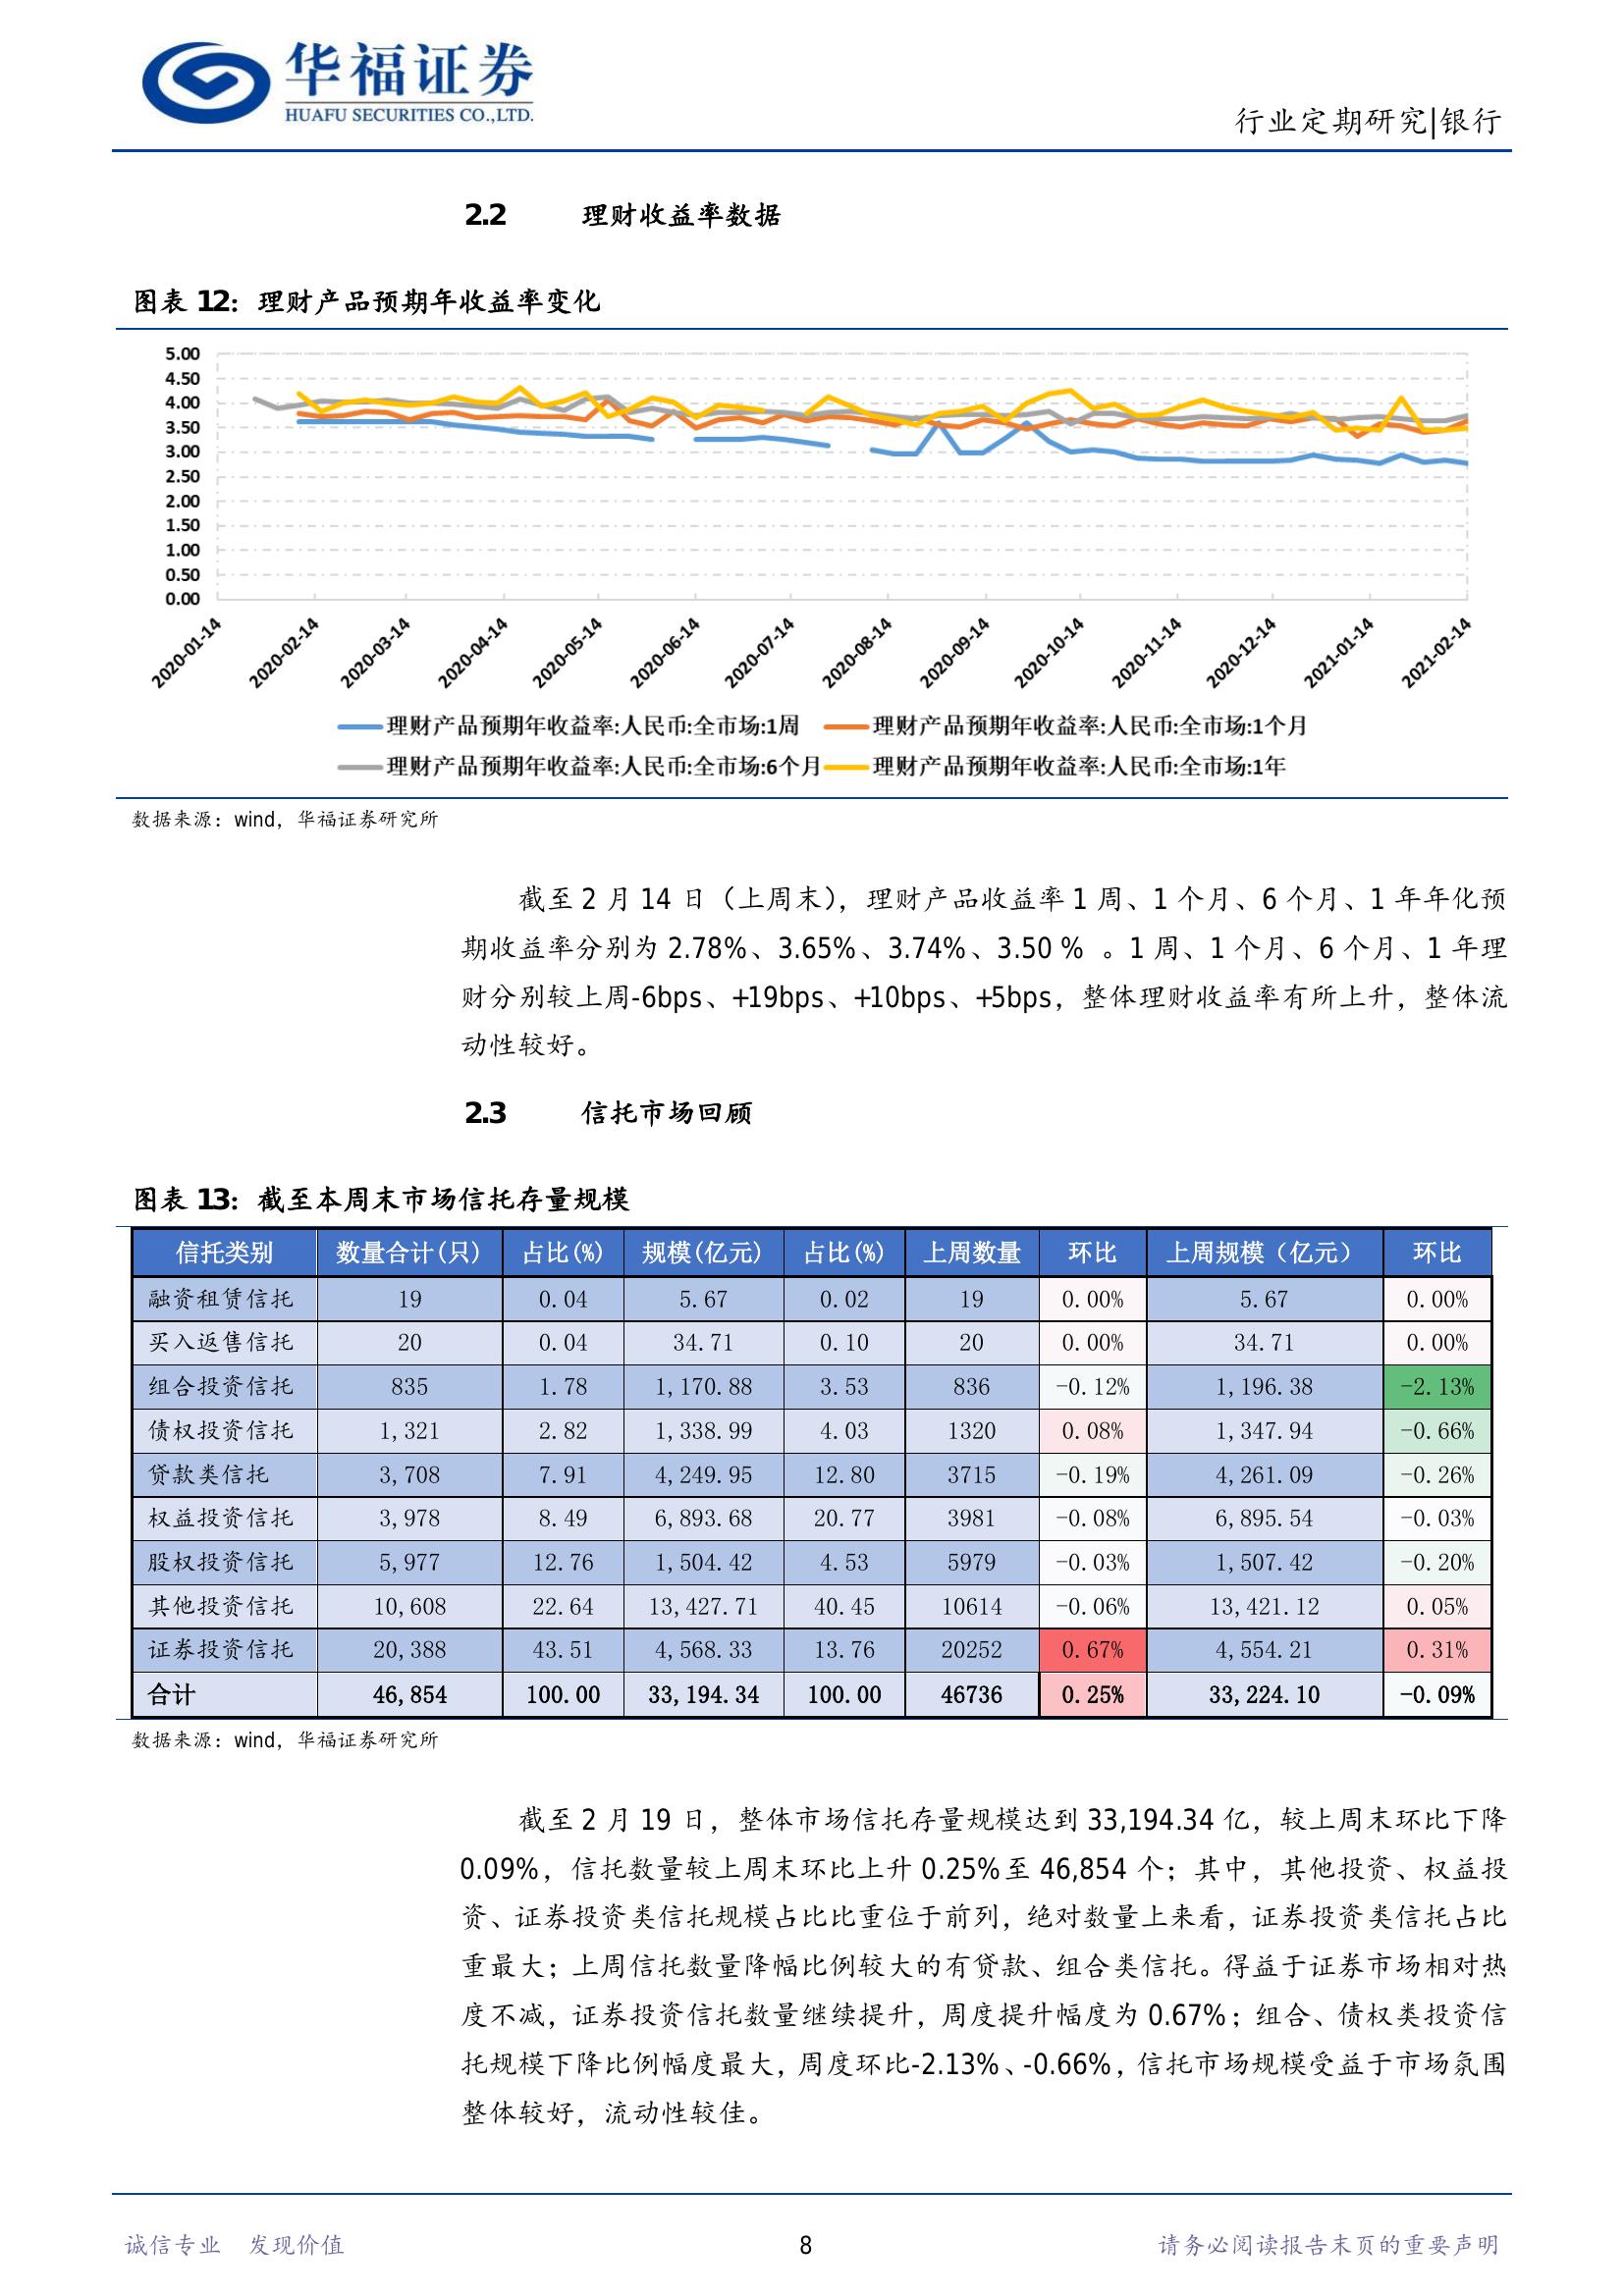 华福证券
HUAFU SECURITIES CO.,LTD.
行业定期研究|银行
2.2 理财收益率数据
图表 12：理财产品预期年收益率变化
5.00
4.50
4.00
3.50
3.00
2.50
2.00
1.50
1.00
0.50
0.00
2020-01-14 2020-02-14 2020-03-14 2020-04-14 2020-05-14 2020-06-14 2020-07-14 2020-08-14 2020-09-14 2020-10-14 2020-11-14 2020-12-14 2021-01-14 2021-02-14
理财产品预期年收益率:人民币:全市场:1周 理财产品预期年收益率:人民币:全市场:1个月
理财产品预期年收益率:人民币:全市场:6个月 理财产品预期年收益率:人民币:全市场:1年
数据来源：wind，华福证券研究所
截至 2 月 14 日（上周末），理财产品收益率 1 周、1 个月、6 个月、1 年年化预
期收益率分别为 2.78%、3.65%、3.74%、3.50 % 。1 周、1 个月、6 个月、1 年理
财分别较上周-6bps、+19bps、+10bps、+5bps，整体理财收益率有所上升，整体流
动性较好。
2.3 信托市场回顾
图表 13：截至本周末市场信托存量规模
信托类别 数量合计(只) 占比(%) 规模(亿元) 占比(%) 上周数量 环比 上周规模（亿元） 环比
融资租赁信托 19 0.04 5.67 0.02 19 0.00% 5.67 0.00%
买入返售信托 20 0.04 34.71 0.10 20 0.00% 34.71 0.00%
组合投资信托 835 1.78 1,170.88 3.53 836 -0.12% 1,196.38 -2.13%
债权投资信托 1,321 2.82 1,338.99 4.03 1320 0.08% 1,347.94 -0.66%
贷款类信托 3,708 7.91 4,249.95 12.80 3715 -0.19% 4,261.09 -0.26%
权益投资信托 3,978 8.49 6,893.68 20.77 3981 -0.08% 6,895.54 -0.03%
股权投资信托 5,977 12.76 1,504.42 4.53 5979 -0.03% 1,507.42 -0.20%
其他投资信托 10,608 22.64 13,427.71 40.45 10614 -0.06% 13,421.12 0.05%
证券投资信托 20,388 43.51 4,568.33 13.76 20252 0.67% 4,554.21 0.31%
合计 46,854 100.00 33,194.34 100.00 46736 0.25% 33,224.10 -0.09%
数据来源：wind，华福证券研究所
截至 2 月 19 日，整体市场信托存量规模达到 33,194.34 亿，较上周末环比下降
0.09%，信托数量较上周末环比上升 0.25%至 46,854 个；其中，其他投资、权益投
资、证券投资类信托规模占比比重位于前列，绝对数量上来看，证券投资类信托占比
重最大；上周信托数量降幅比例较大的有贷款、组合类信托。得益于证券市场相对热
度不减，证券投资信托数量继续提升，周度提升幅度为 0.67%；组合、债权类投资信
托规模下降比例幅度最大，周度环比-2.13%、-0.66%，信托市场规模受益于市场氛围
整体较好，流动性较佳。
诚信专业 发现价值 8 请务必阅读报告末页的重要声明